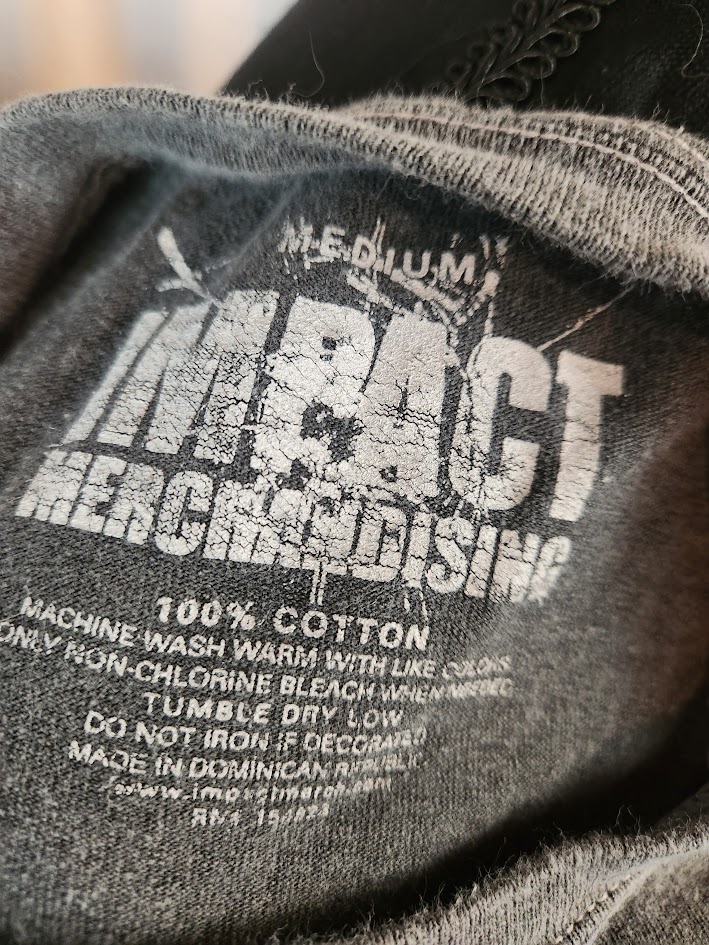 MEDIUM
IMPACT
MERCHANDISING
100% COTTON
MACHINE WASH WARM WITH LIKE COLORS
ONLY NON-CHLORINE BLEACH WHEN NEEDED
TUMBLE DRY LOW
DO NOT IRON IF DECORATED
MADE IN DOMINICAN REPUBLIC
www.impactmerch.com